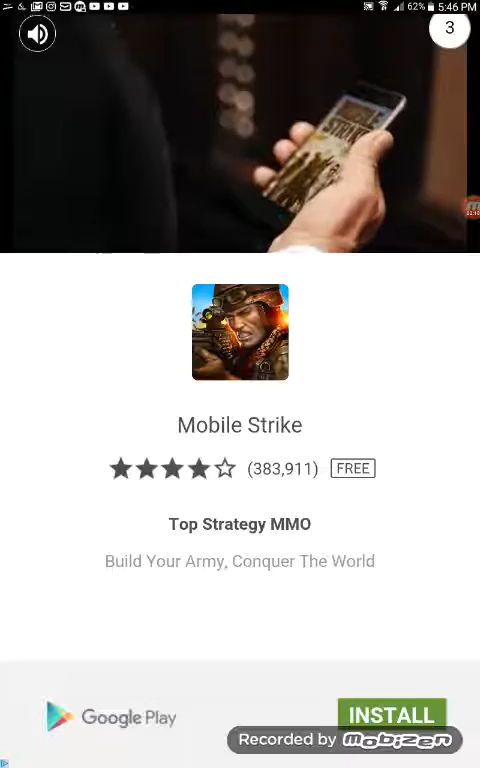 62% 5:46 PM
3
STRIKE
Mobile Strike
(383,911) FREE
Top Strategy MMO
Build Your Army, Conquer The World
Google Play
INSTALL
Recorded by mobizen